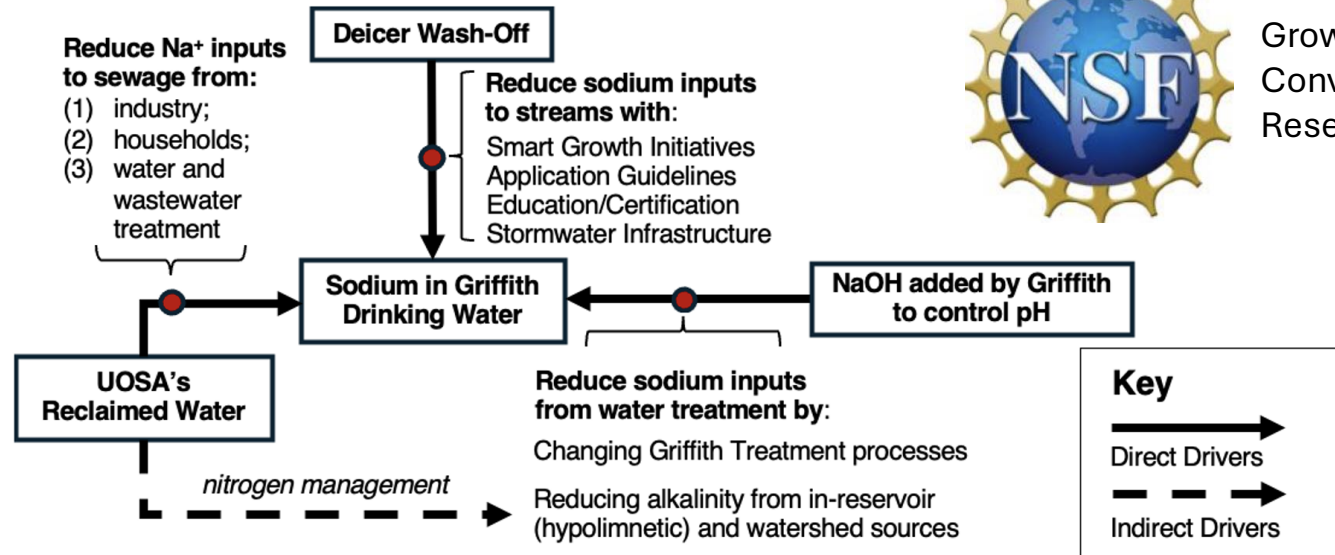 Deicer Wash-Off
Reduce Na⁺ inputs
to sewage from:
(1) industry;
(2) households;
(3) water and
wastewater
treatment
Reduce sodium inputs
to streams with:
Smart Growth Initiatives
Application Guidelines
Education/Certification
Stormwater Infrastructure
NSF
Grow
Conv
Rese
Sodium in Griffith
Drinking Water
NaOH added by Griffith
to control pH
UOSA's
Reclaimed Water
nitrogen management
Reduce sodium inputs
from water treatment by:
Changing Griffith Treatment processes
Reducing alkalinity from in-reservoir
(hypolimnetic) and watershed sources
Key
Direct Drivers
Indirect Drivers